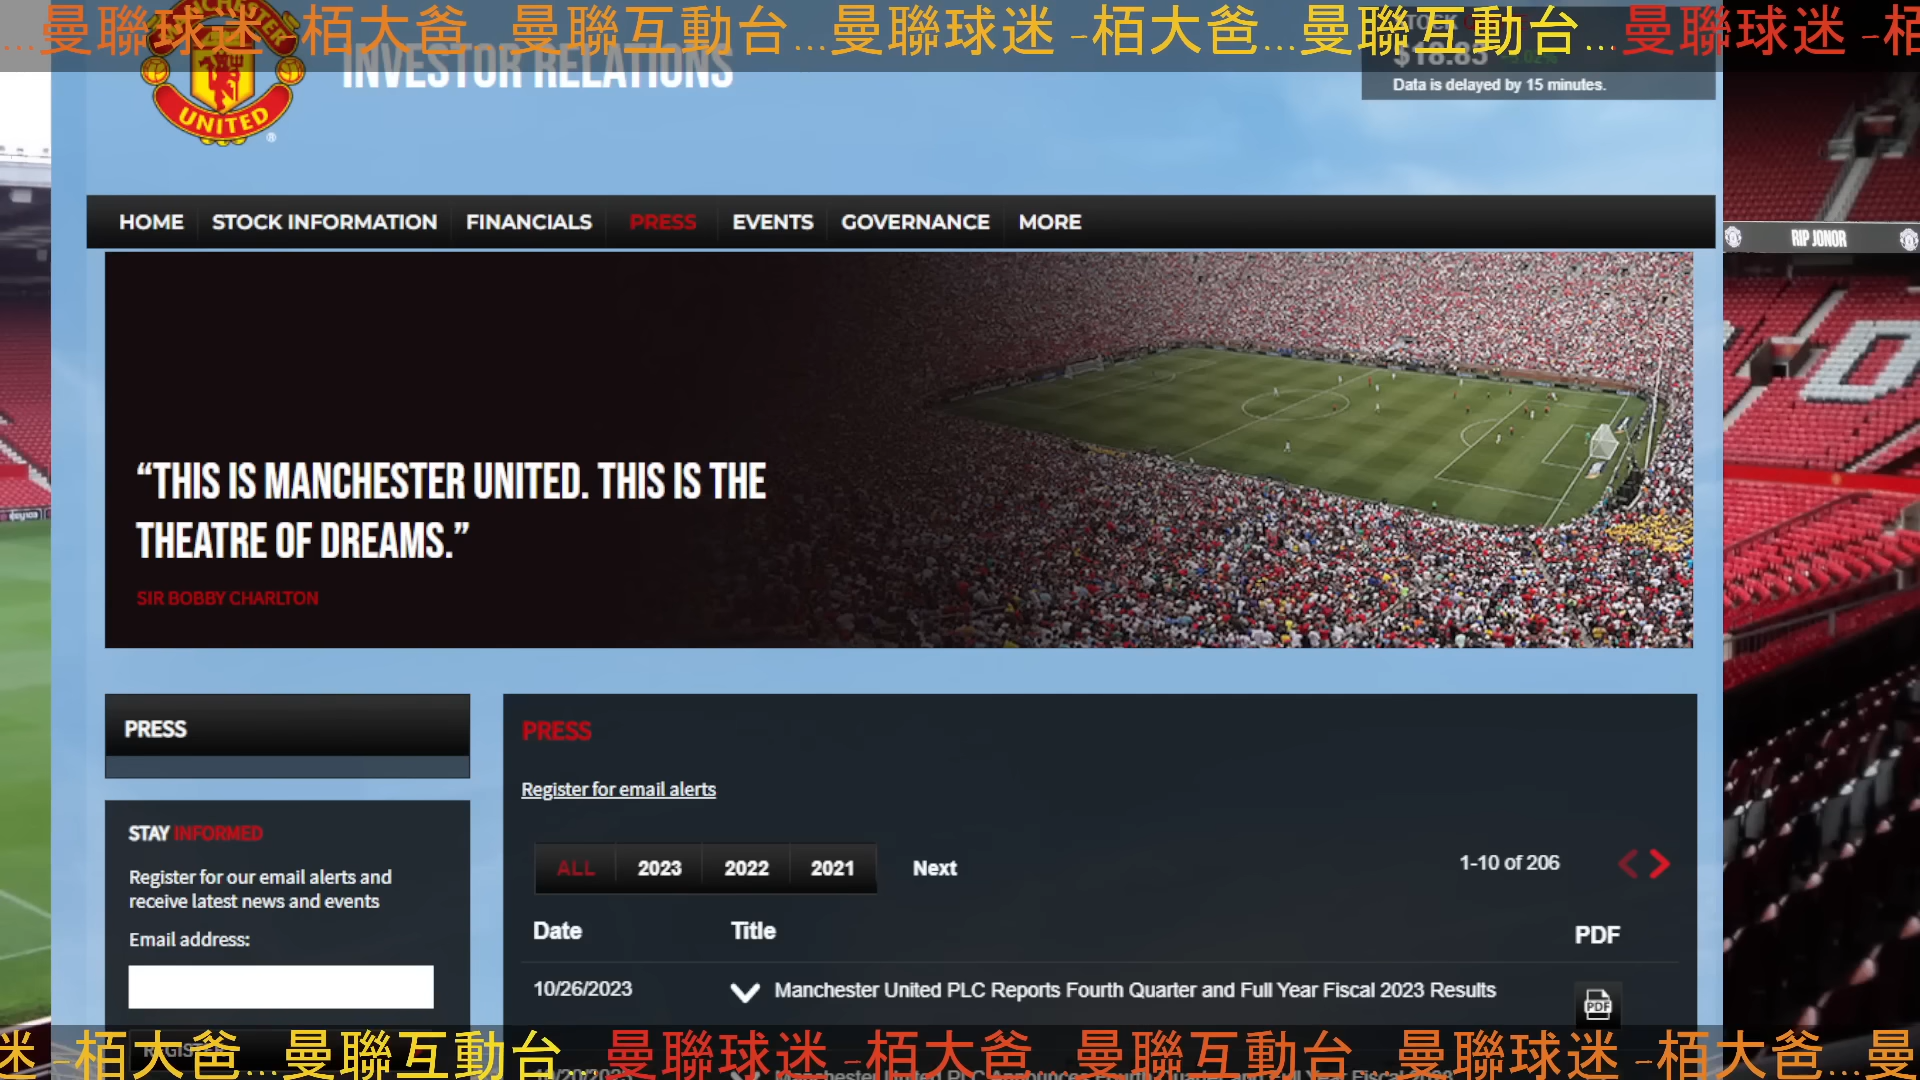 ...曼聯球迷 -栢大爸...曼聯互動台...曼聯球迷 -栢大爸...曼聯互動台...曼聯球迷 -栢
MANCHESTER
UNITED
®
INVESTOR RELATIONS
STOCK
$18.83
Data is delayed by 15 minutes.
HOME STOCK INFORMATION FINANCIALS PRESS EVENTS GOVERNANCE MORE
RIP JONOR
“THIS IS MANCHESTER UNITED. THIS IS THE
THEATRE OF DREAMS.”
SIR BOBBY CHARLTON
PRESS
STAY INFORMED
Register for our email alerts and
receive latest news and events
Email address:
REGISTER
PRESS
Register for email alerts
ALL 2023 2022 2021 Next
1-10 of 206
Date Title PDF
10/26/2023 Manchester United PLC Reports Fourth Quarter and Full Year Fiscal 2023 Results PDF
迷 -栢大爸...曼聯互動台...曼聯球迷 -栢大爸...曼聯互動台...曼聯球迷 -栢大爸...曼